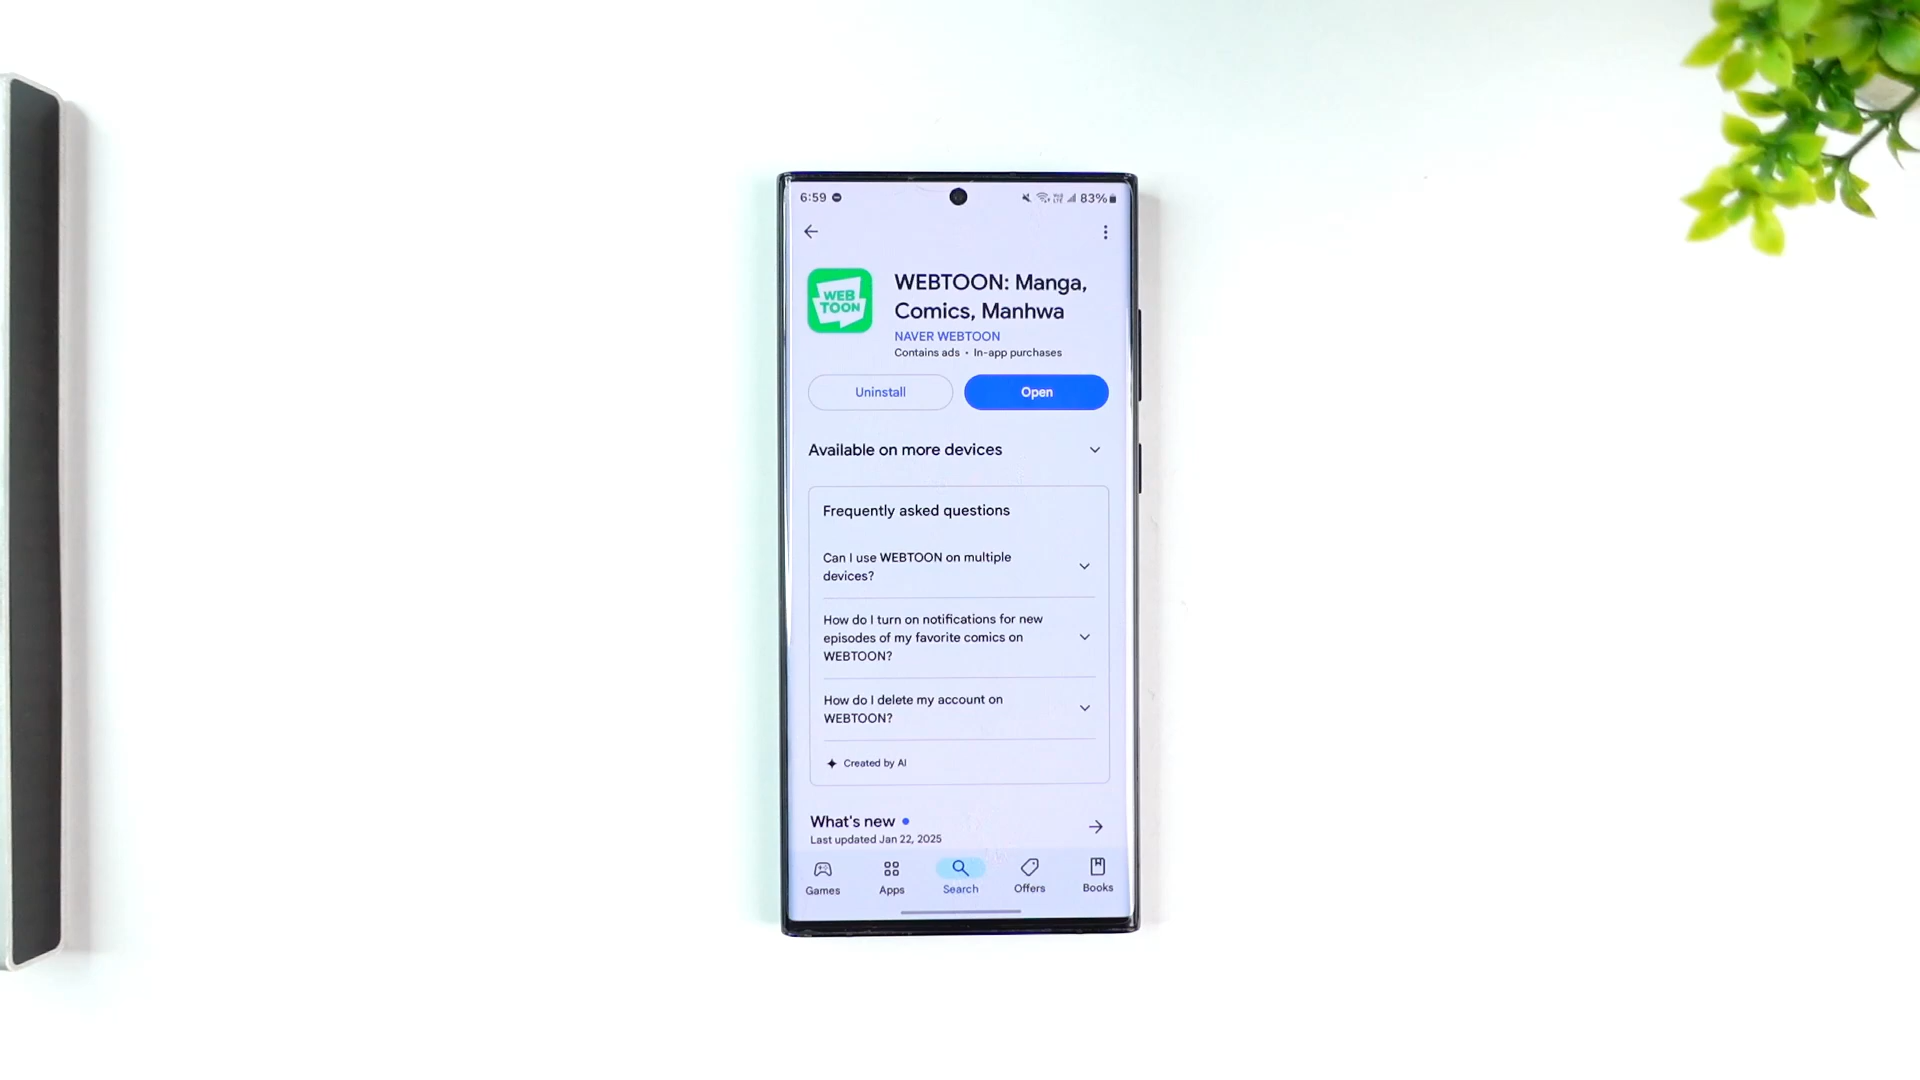 6:59
83%
WEB
TOON
WEBTOON: Manga,
Comics, Manhwa
NAVER WEBTOON
Contains ads • In-app purchases
Uninstall
Open
Available on more devices
Frequently asked questions
Can I use WEBTOON on multiple
devices?
How do I turn on notifications for new
episodes of my favorite comics on
WEBTOON?
How do I delete my account on
WEBTOON?
Created by AI
What's new
Last updated Jan 22, 2025
Games
Apps
Search
Offers
Books